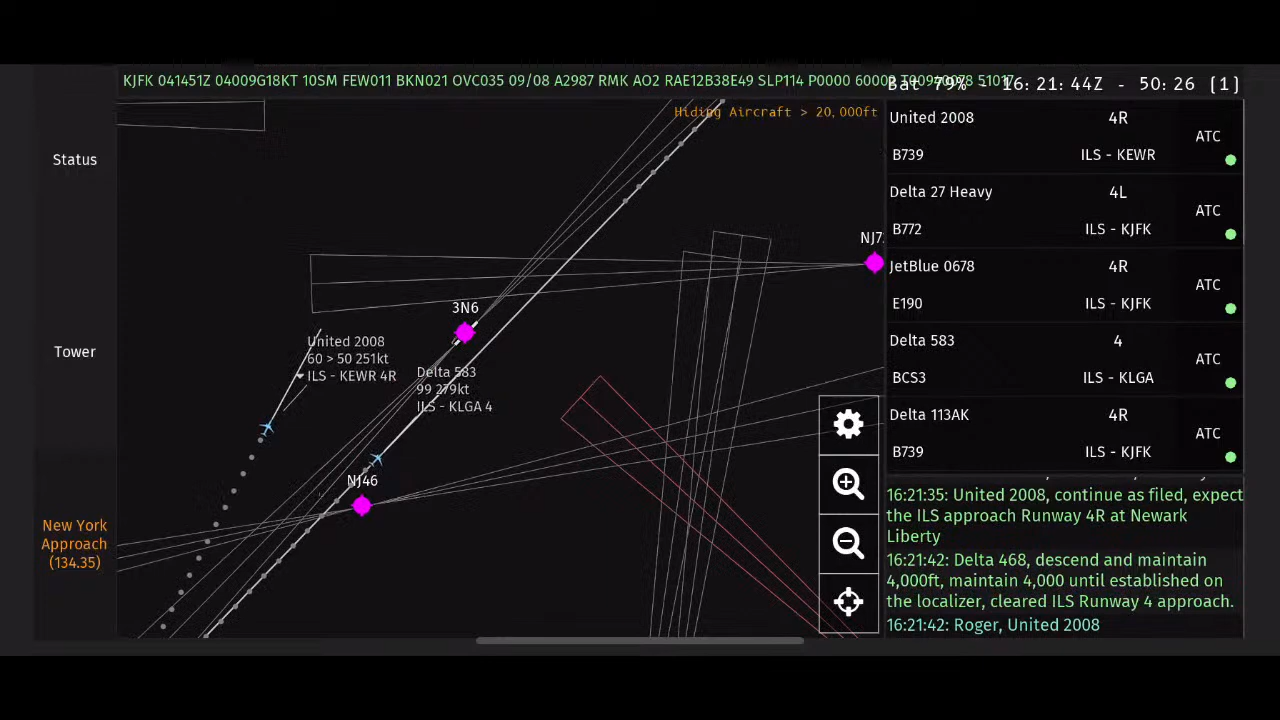 KJFK 041451Z 04009G18KT 10SM FEW011 BKN021 OVC035 09/08 A2987 RMK AO2 RAE12B38E49 SLP114 P0000 60003 T00940078 51017
Bat 79% - 16:21:44Z - 50:26 [1]
Hiding Aircraft > 20,000ft
Status
Tower
New York
Approach
(134.35)
NJ7
3N6
United 2008
60 > 50 251kt
ILS - KEWR 4R
Delta 583
99 279kt
ILS - KLGA 4
NJ46
United 2008 4R
ATC
B739 ILS - KEWR
Delta 27 Heavy 4L
ATC
B772 ILS - KJFK
JetBlue 0678 4R
ATC
E190 ILS - KJFK
Delta 583 4
ATC
BCS3 ILS - KLGA
Delta 113AK 4R
ATC
B739 ILS - KJFK
16:21:35: United 2008, continue as filed, expect
the ILS approach Runway 4R at Newark
Liberty
16:21:42: Delta 468, descend and maintain
4,000ft, maintain 4,000 until established on
the localizer, cleared ILS Runway 4 approach.
16:21:42: Roger, United 2008